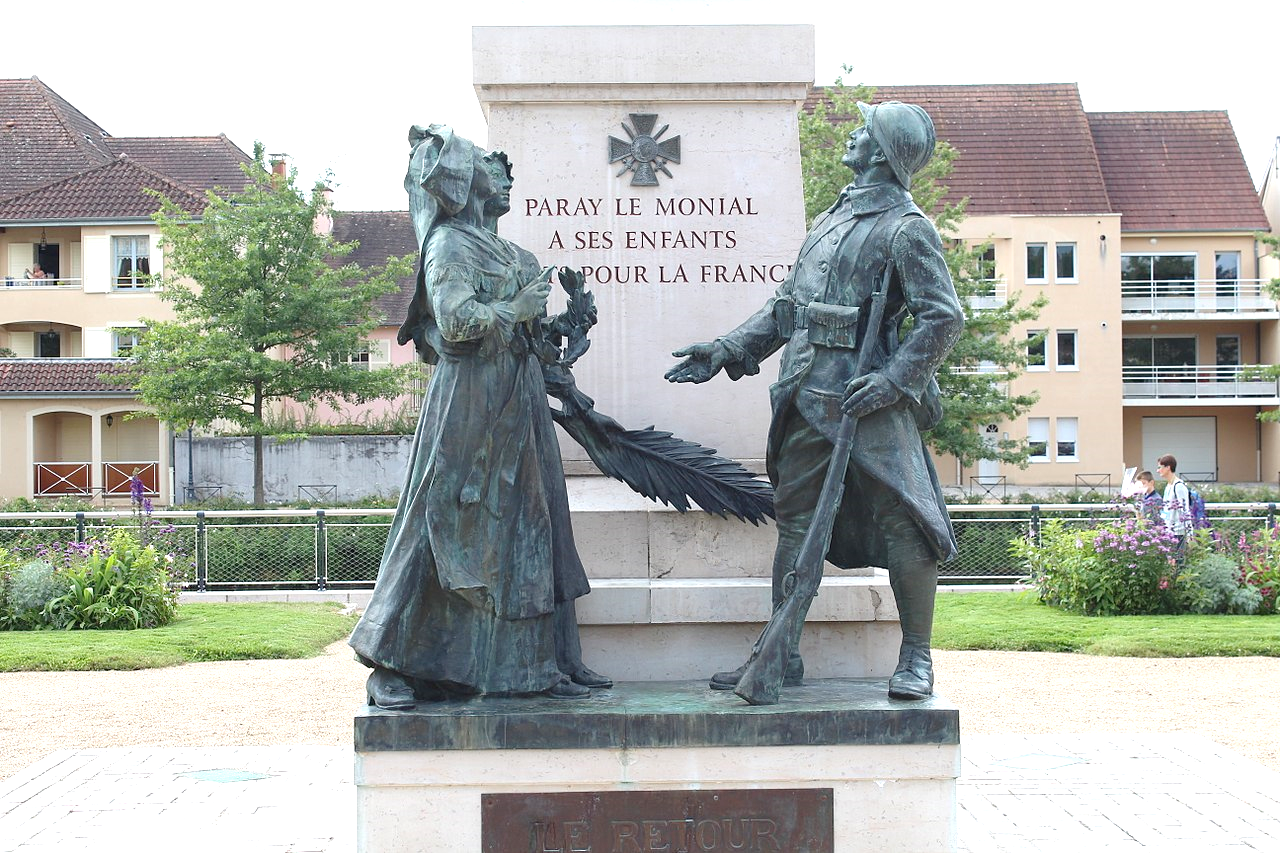 PARAY LE MONIAL
A SES ENFANTS
POUR LA FRANCE
LE RETOUR